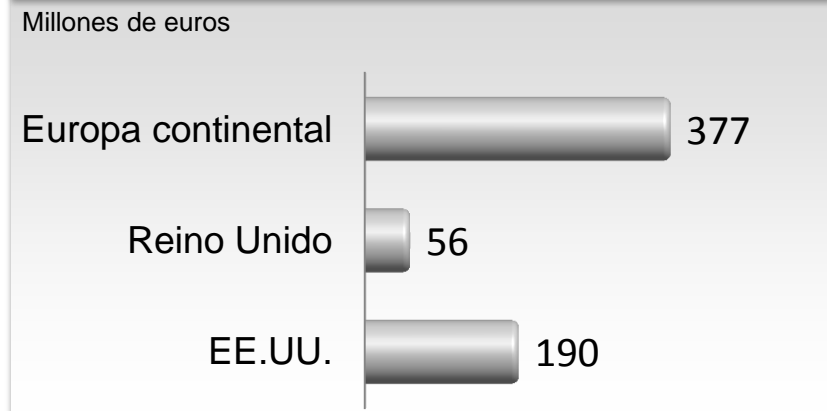 Millones de euros
Europa continental 377
Reino Unido 56
EE.UU. 190